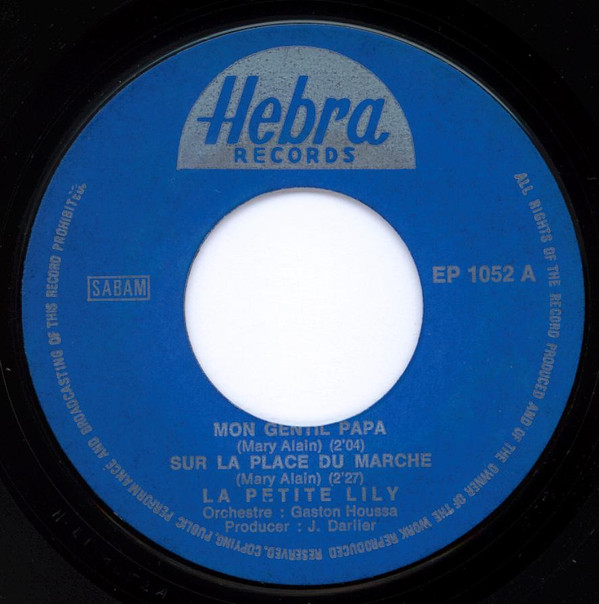 Hebra
RECORDS
SABAM
EP 1052 A
MON GENTIL PAPA
(Mary Alain) (2'04)
SUR LA PLACE DU MARCHE
(Mary Alain) (2'27)
LA PETITE LILY
Orchestre : Gaston Houssa
Producer : J. Darlier
ALL RIGHTS OF THE RECORD PRODUCED AND OF THE OWNER OF THE WORK REPRODUCED RESERVED. COPYING, PUBLIC PERFORMANCE AND BROADCASTING OF THIS RECORD PROHIBITED.